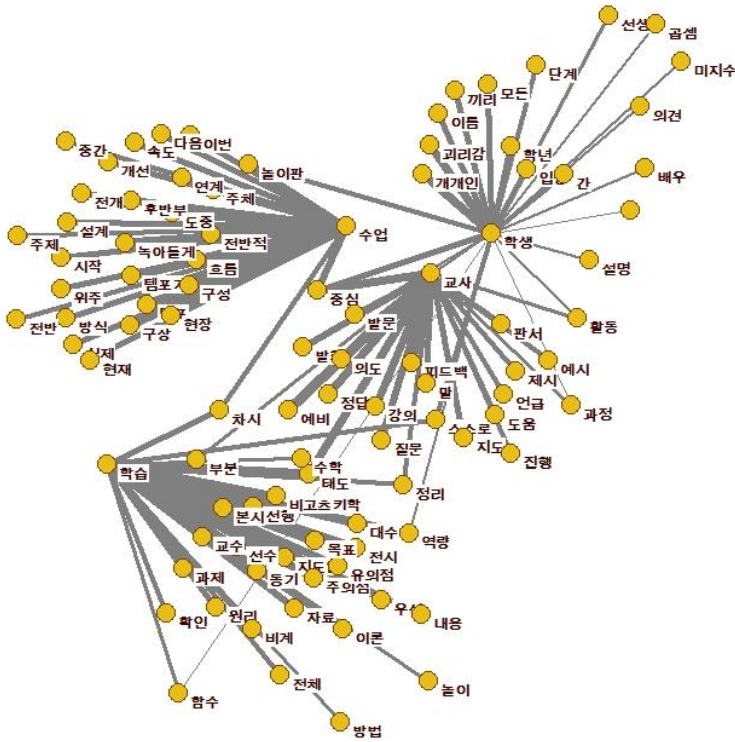 선생
곱셈
미지수
단계
모든
끼리
의견
이름
학년
괴리감
개개인
간
배우
다음
이번
속도
중간
개선
놀이판
연계
주체
전개
후반부
도중
설계
주제
녹아들게
전반적
수업
학생
시작
흐름
설명
교사
템포
구성
위주
중심
전반
방식
구상
현장
발문
판서
활동
현재
의도
피드백
예시
제시
말
정답
예비
강의
언급
과정
차시
도움
질문
지도
진행
학습
부분
수학
태도
정리
본시
선행
비고츠키학
대수
역량
교수
선수
목표
전시
과제
동기
유의점
주의점
확인
원리
자료
내용
비계
이론
전체
놀이
함수
방법